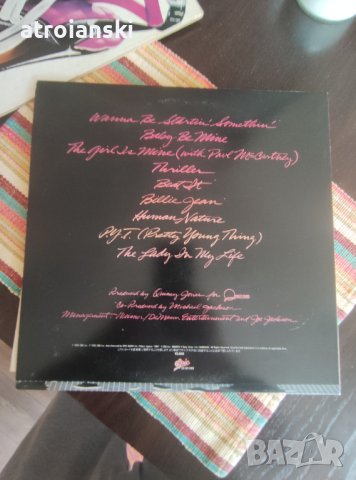 atroianski
Wanna Be Startin' Somethin'
Baby Be Mine
The Girl Is Mine (with Paul McCartney)
Thriller
Beat It
Billie Jean
Human Nature
P.Y.T. (Pretty Young Thing)
The Lady In My Life
Produced by Quincy Jones for
Co-Produced by Michael Jackson
Management: Weisner/DeMann Entertainment and Joe Jackson
Epic
BAZAR
bg